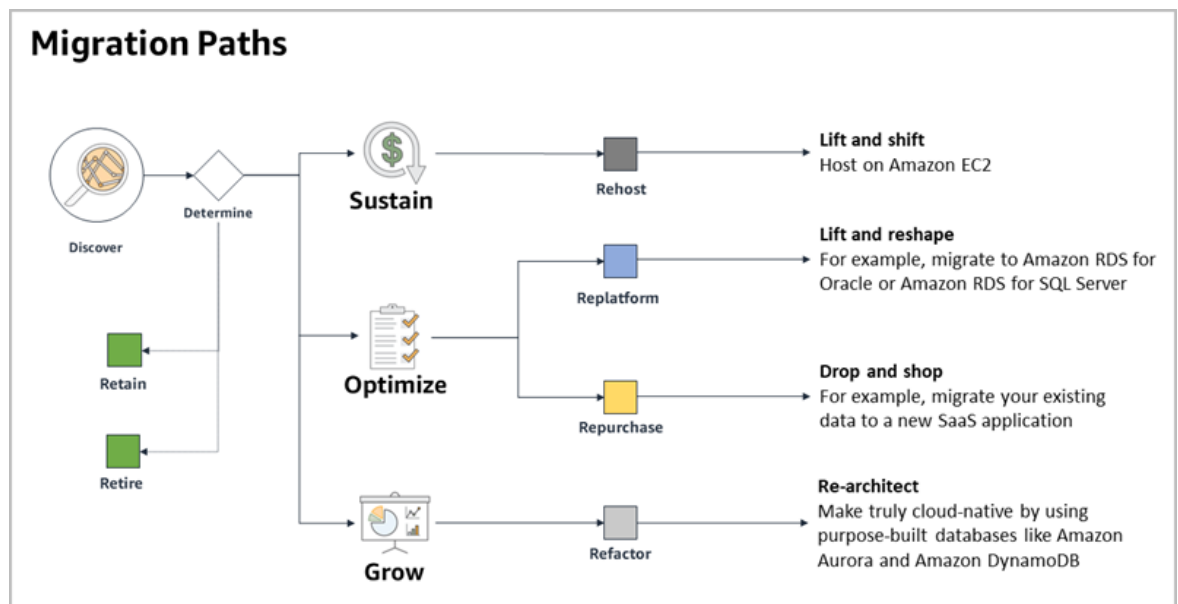 Migration Paths
Discover
Determine
Retain
Retire
$
Sustain
Rehost
Lift and shift
Host on Amazon EC2
Optimize
Replatform
Lift and reshape
For example, migrate to Amazon RDS for
Oracle or Amazon RDS for SQL Server
Repurchase
Drop and shop
For example, migrate your existing
data to a new SaaS application
Grow
Refactor
Re-architect
Make truly cloud-native by using
purpose-built databases like Amazon
Aurora and Amazon DynamoDB